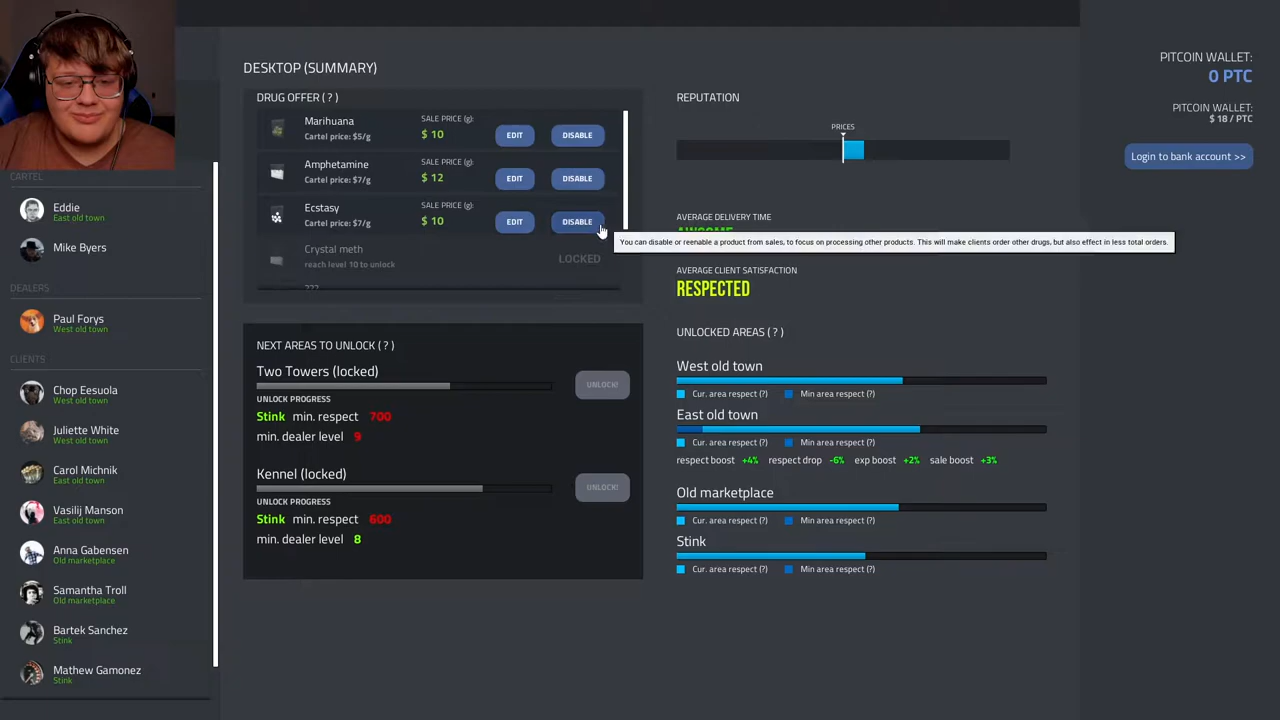 DESKTOP (SUMMARY)
DRUG OFFER ( ? )
Marihuana
Cartel price: $5/g
SALE PRICE (g):
$ 10
EDIT
DISABLE
Amphetamine
Cartel price: $7/g
SALE PRICE (g):
$ 12
EDIT
DISABLE
Ecstasy
Cartel price: $7/g
SALE PRICE (g):
$ 10
EDIT
DISABLE
Crystal meth
reach level 10 to unlock
LOCKED
???
You can disable or reenable a product from sales, to focus on processing other products. This will make clients order other drugs, but also effect in less total orders.
REPUTATION
PRICES
AVERAGE DELIVERY TIME
AWSOME
AVERAGE CLIENT SATISFACTION
RESPECTED
PITCOIN WALLET:
0 PTC
PITCOIN WALLET:
$ 18 / PTC
Login to bank account >>
CARTEL
Eddie
East old town
Mike Byers
DEALERS
Paul Forys
West old town
CLIENTS
Chop Eesuola
West old town
Juliette White
West old town
Carol Michnik
East old town
Vasilij Manson
East old town
Anna Gabensen
Old marketplace
Samantha Troll
Old marketplace
Bartek Sanchez
Stink
Mathew Gamonez
Stink
NEXT AREAS TO UNLOCK ( ? )
Two Towers (locked)
UNLOCK!
UNLOCK PROGRESS
Stink min. respect 700
min. dealer level 9
Kennel (locked)
UNLOCK!
UNLOCK PROGRESS
Stink min. respect 600
min. dealer level 8
UNLOCKED AREAS ( ? )
West old town
Cur. area respect (?) Min area respect (?)
East old town
Cur. area respect (?) Min area respect (?)
respect boost +4% respect drop -6% exp boost +2% sale boost +3%
Old marketplace
Cur. area respect (?) Min area respect (?)
Stink
Cur. area respect (?) Min area respect (?)